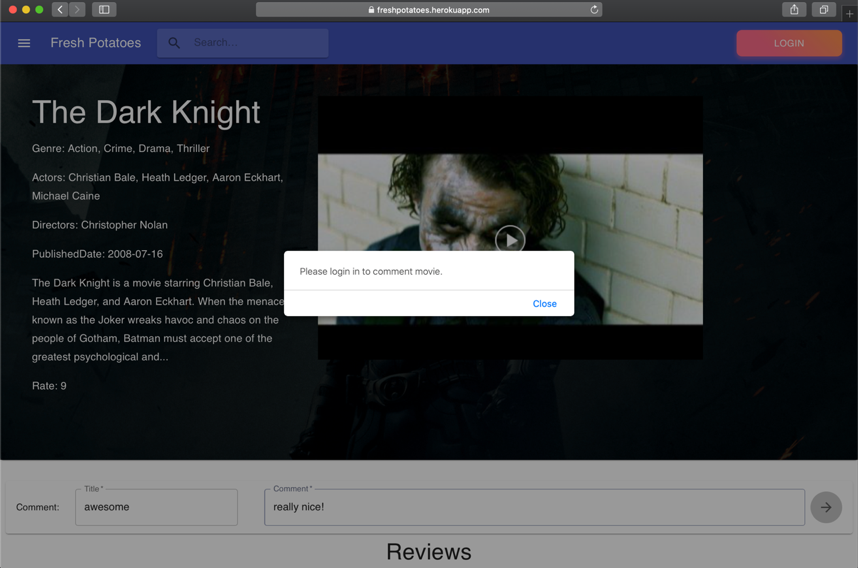 freshpotatoes.herokuapp.com
Fresh Potatoes
Search...
LOGIN
The Dark Knight
Genre: Action, Crime, Drama, Thriller
Actors: Christian Bale, Heath Ledger, Aaron Eckhart,
Michael Caine
Directors: Christopher Nolan
PublishedDate: 2008-07-16
The Dark Knight is a movie starring Christian Bale,
Heath Ledger, and Aaron Eckhart. When the menace
known as the Joker wreaks havoc and chaos on the
people of Gotham, Batman must accept one of the
greatest psychological and...
Rate: 9
Please login in to comment movie.
Close
Comment:
Title *
awesome
Comment *
really nice!
Reviews